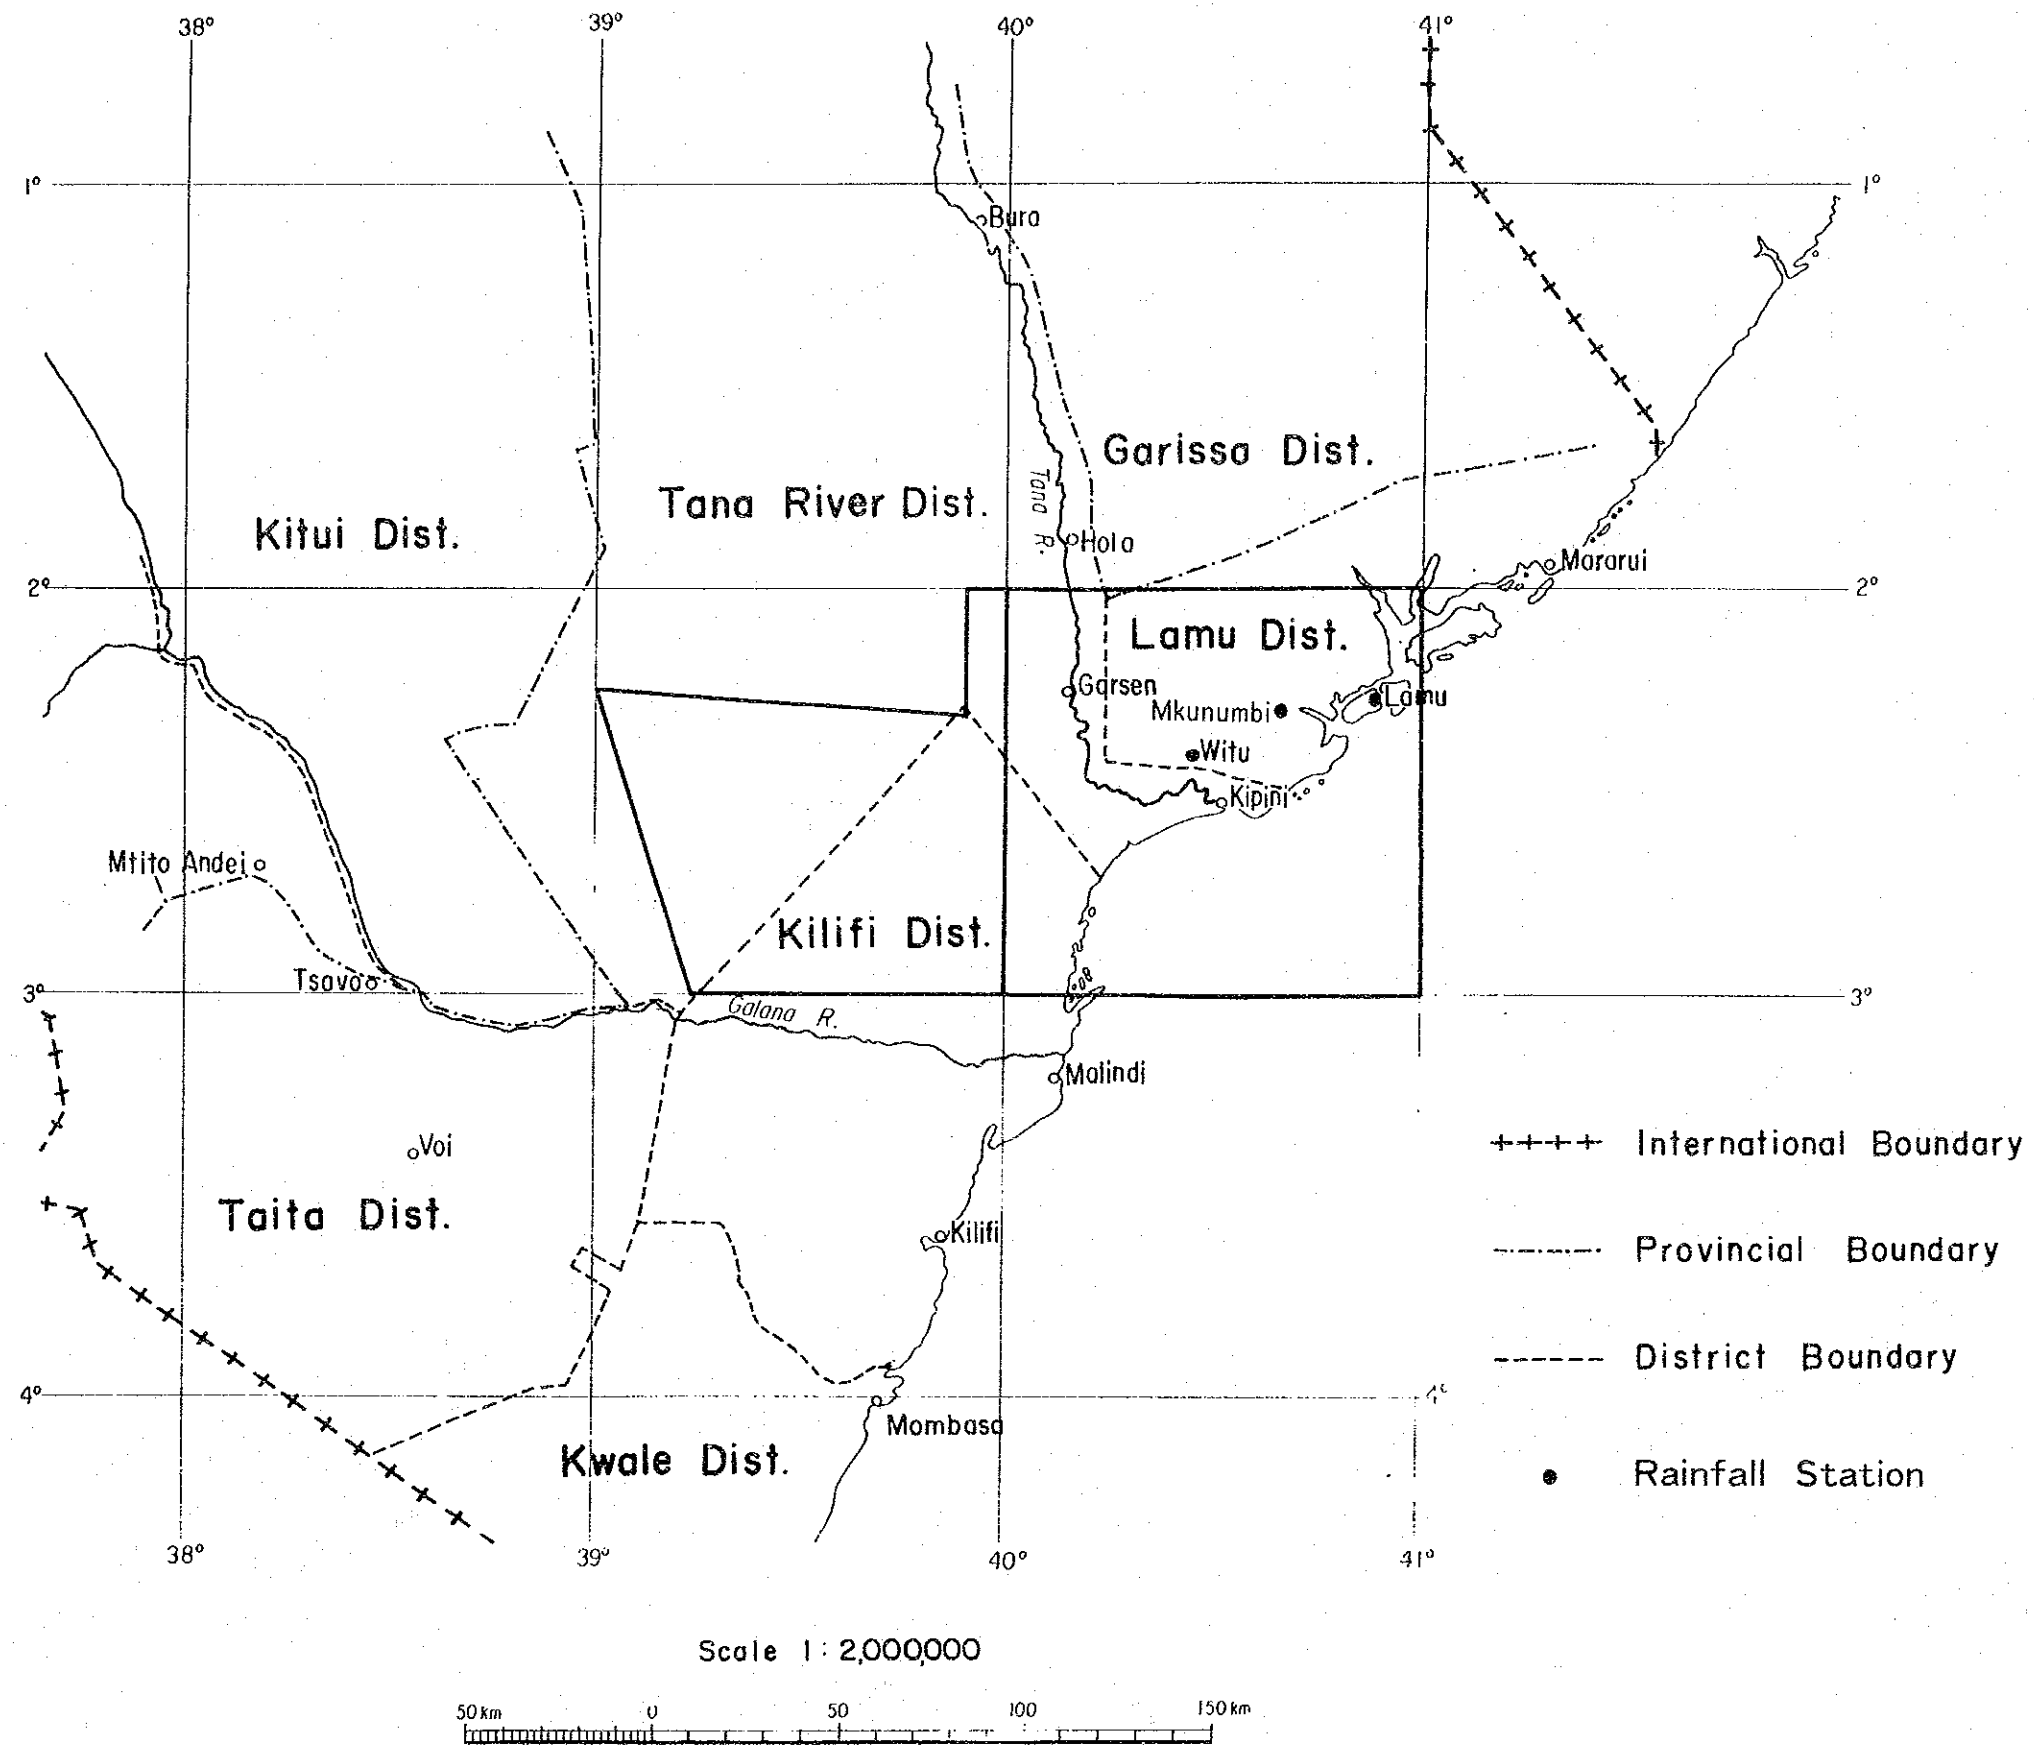 38°
39°
40°
41°
1°
1°
Bura
Garissa Dist.
Tana River Dist.
Tana R.
Kitui Dist.
Hola
Mararui
2°
2°
Lamu Dist.
Garsen
Lamu
Mkunumbi
Witu
Kipini
Mtito Andei
Kilifi Dist.
Tsavo
3°
Galana R.
3°
Malindi
International Boundary
Voi
Taita Dist.
Kilifi
Provincial Boundary
District Boundary
4°
4°
Mombasa
Kwale Dist.
Rainfall Station
38°
39°
40°
41°
Scale 1:2,000,000
50 km 0 50 100 150 km